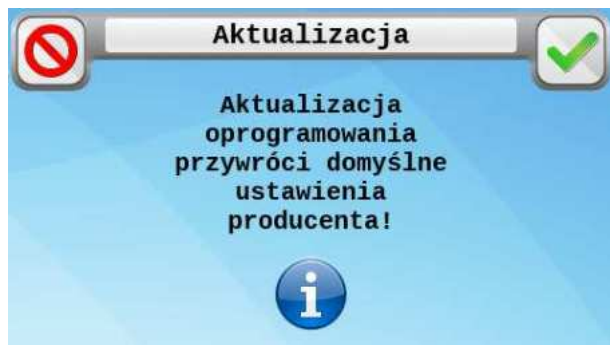 Aktualizacja
Aktualizacja
oprogramowania
przywróci domyślne
ustawienia
producenta!